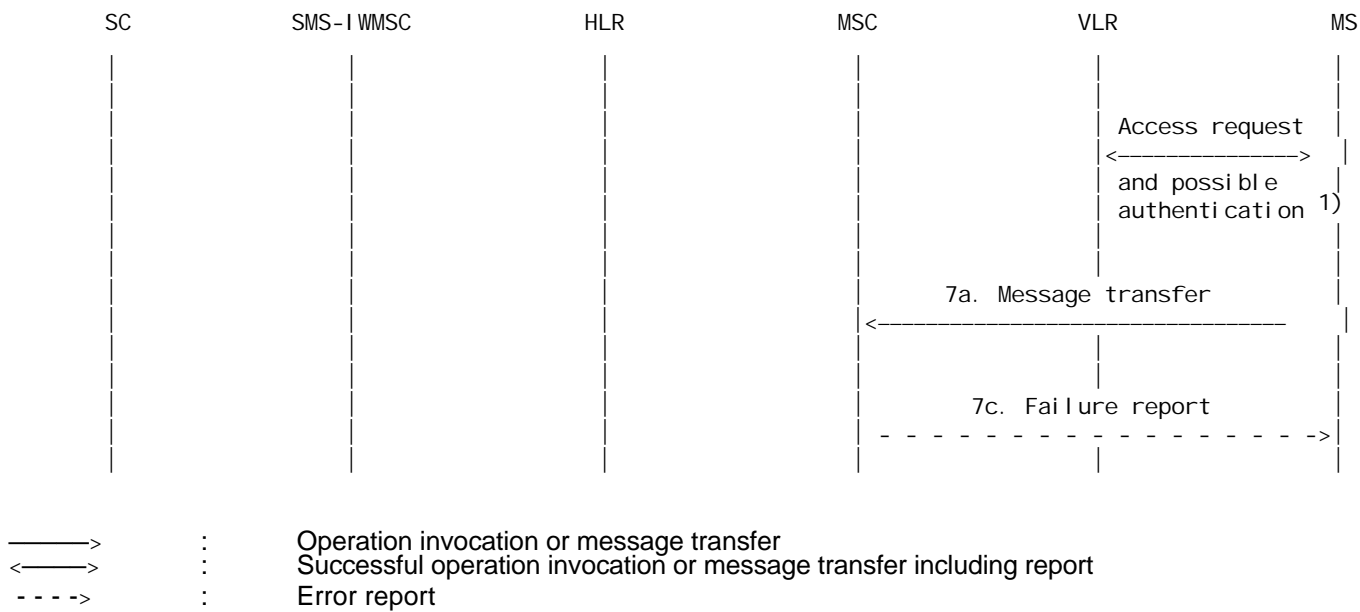 SC SMS-IWMSC HLR MSC VLR MS
Access request
<--------------->
and possible
authentication 1)
7a. Message transfer
<----------------------------------
7c. Failure report
- - - - - - - - - - - - - - - - ->
———> : Operation invocation or message transfer
<———> : Successful operation invocation or message transfer including report
- - - -> : Error report